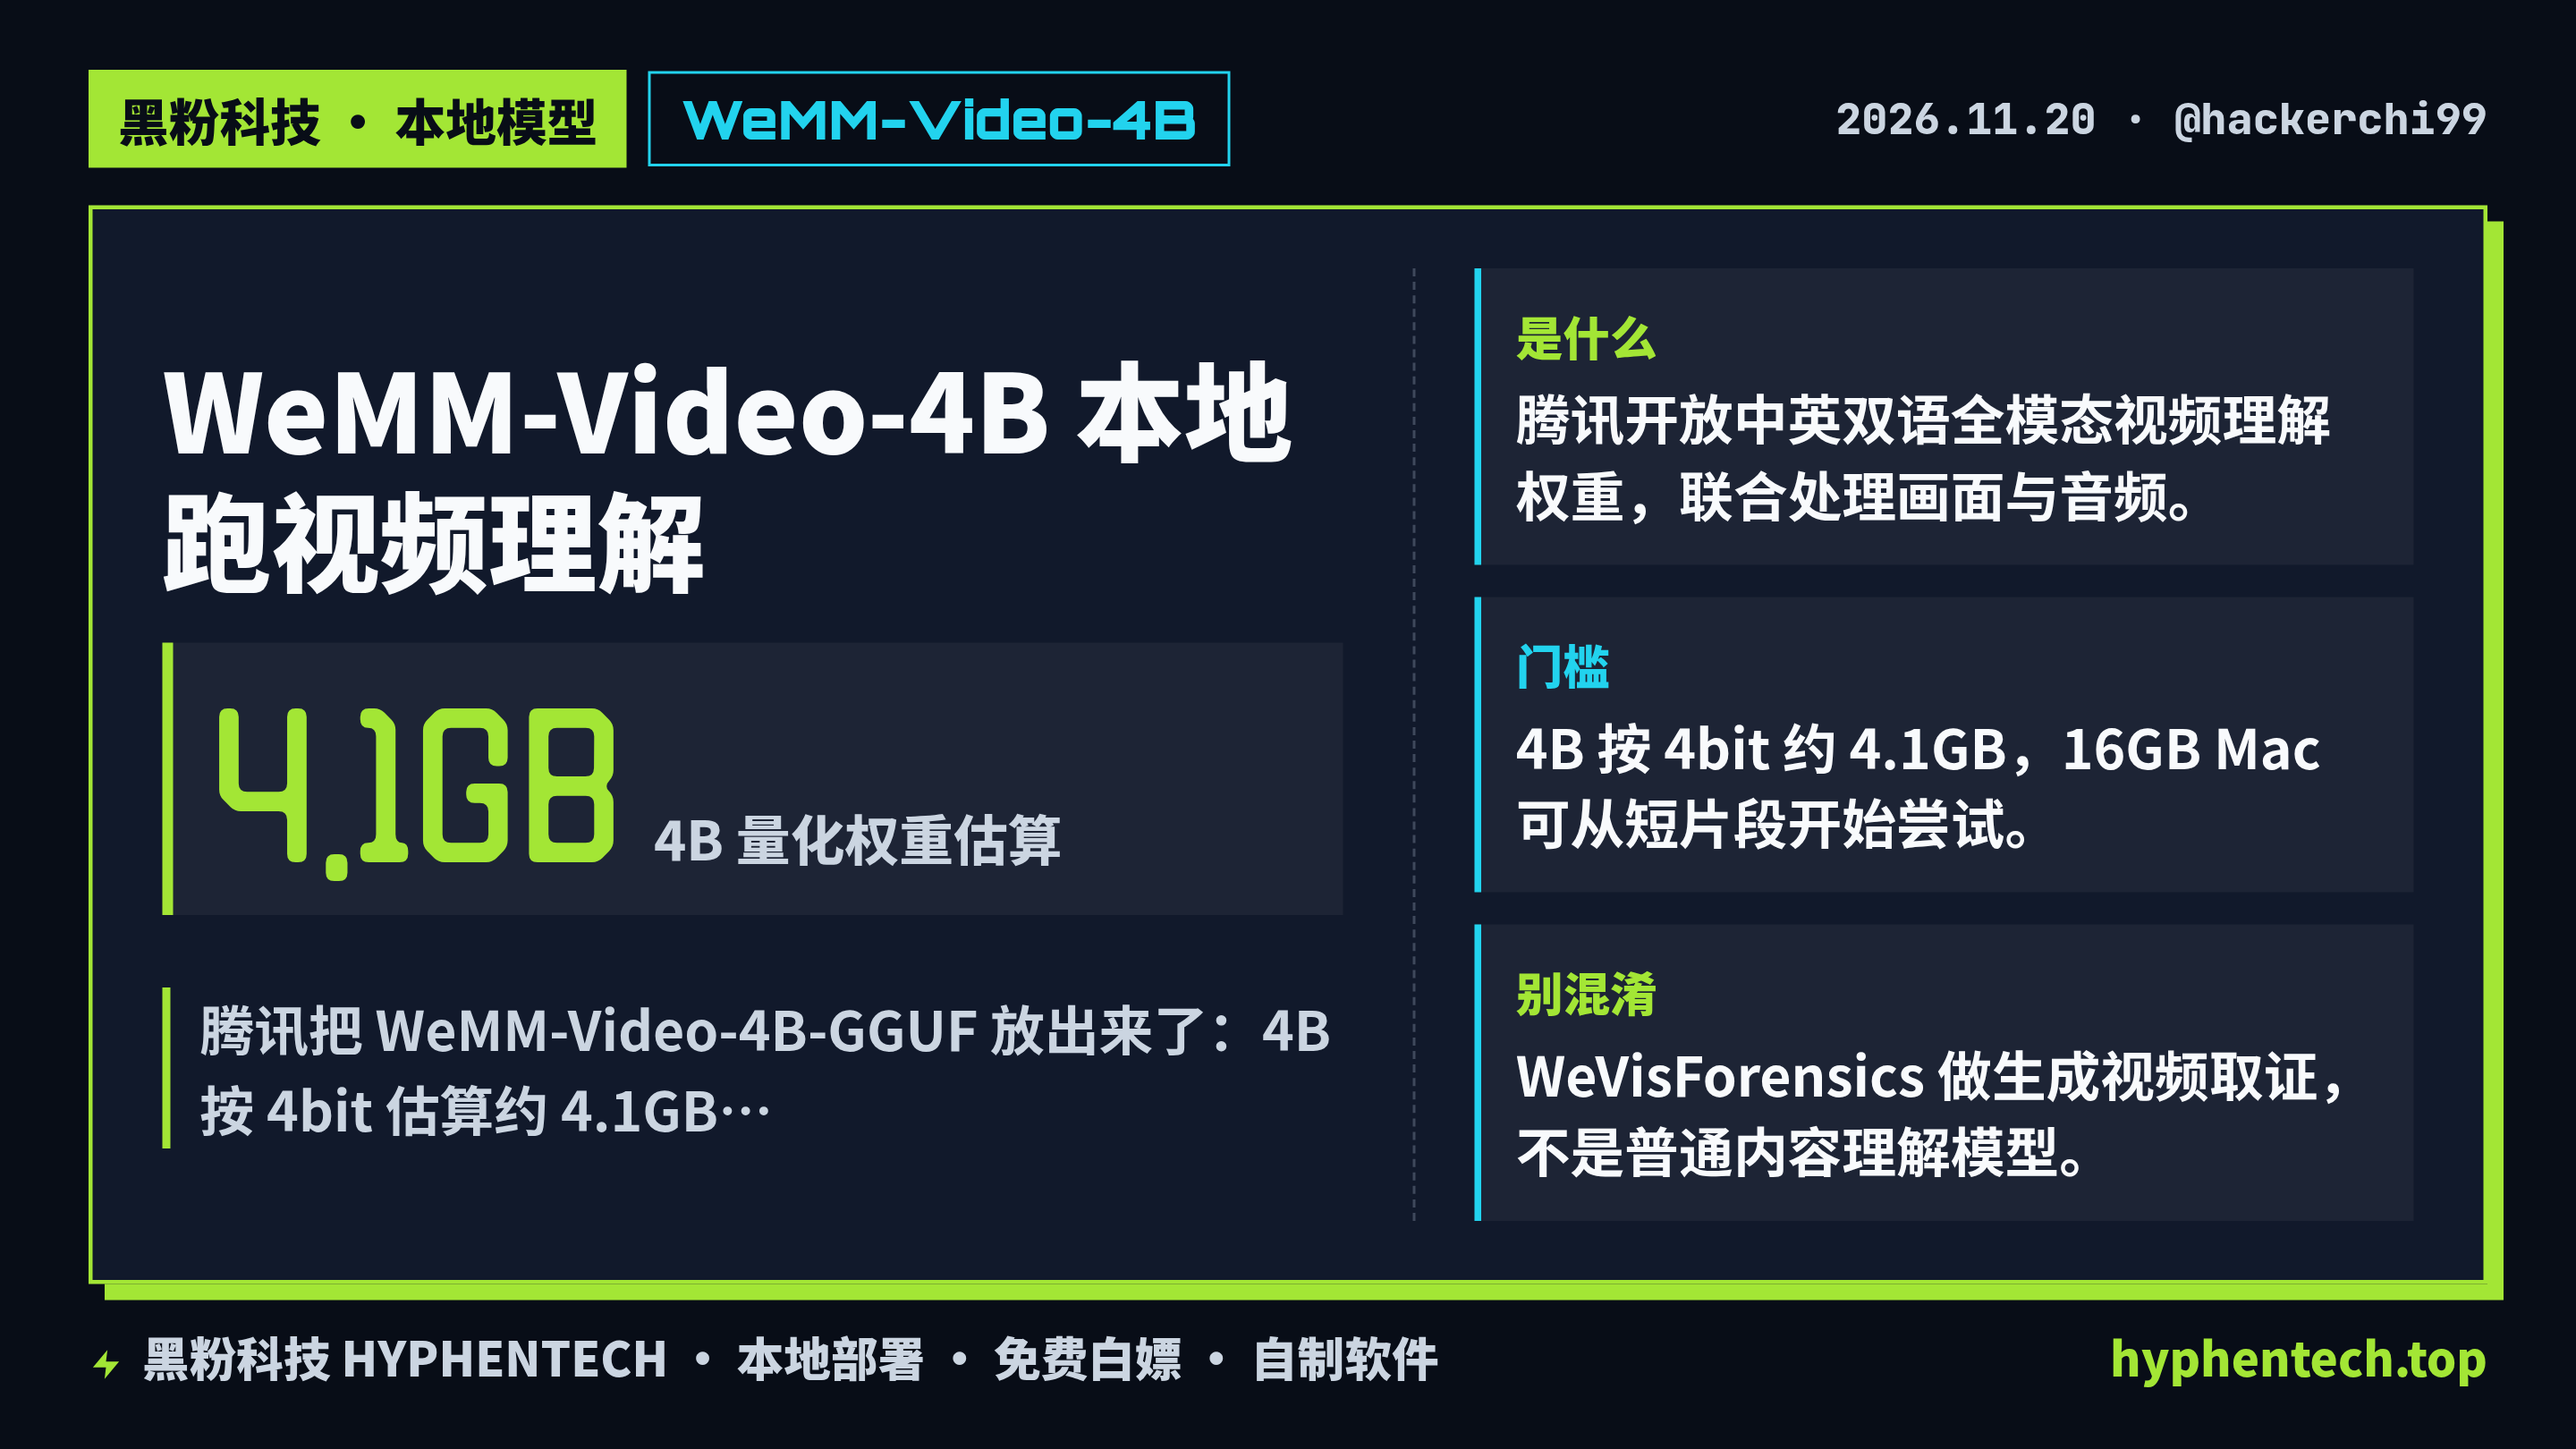 黑粉科技 · 本地模型
WeMM-Video-4B
2026.11.20 · @hackerchi99
WeMM-Video-4B 本地
跑视频理解
4.1GB 4B 量化权重估算
腾讯把 WeMM-Video-4B-GGUF 放出来了：4B
按 4bit 估算约 4.1GB…
是什么
腾讯开放中英双语全模态视频理解
权重，联合处理画面与音频。
门槛
4B 按 4bit 约 4.1GB，16GB Mac
可从短片段开始尝试。
别混淆
WeVisForensics 做生成视频取证，
不是普通内容理解模型。
黑粉科技 HYPHENTECH · 本地部署 · 免费白嫖 · 自制软件
hyphentech.top